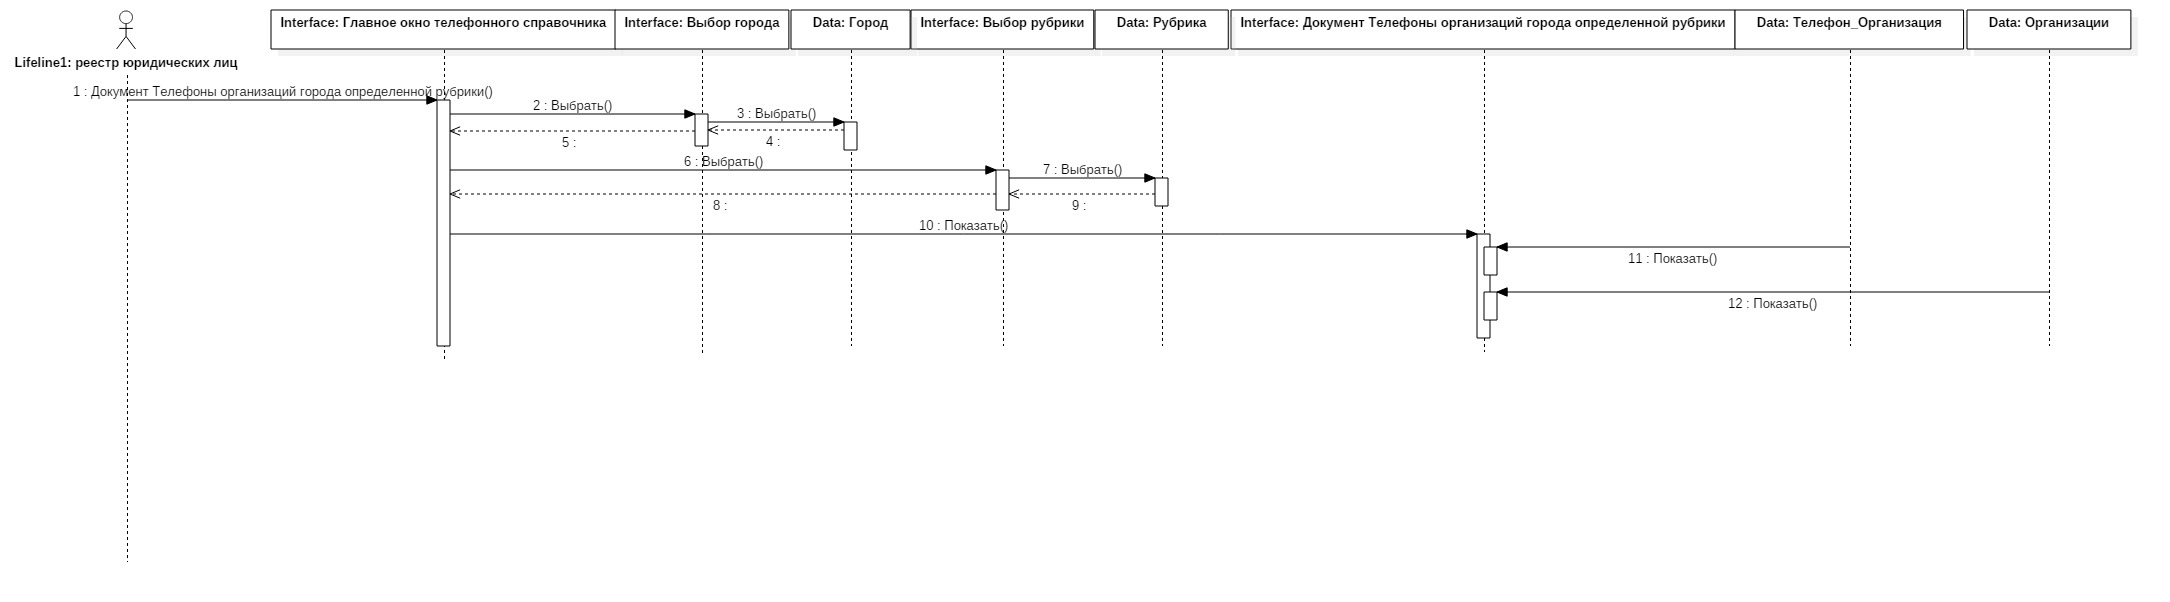 Interface: Главное окно телефонного справочника
Interface: Выбор города
Data: Город
Interface: Выбор рубрики
Data: Рубрика
Interface: Документ Телефоны организаций города определенной рубрики
Data: Телефон_Организация
Data: Организации
Lifeline1: реестр юридических лиц
1 : Документ Телефоны организаций города определенной рубрики()
2 : Выбрать()
3 : Выбрать()
4 :
5 :
6 : Выбрать()
7 : Выбрать()
8 :
9 :
10 : Показать()
11 : Показать()
12 : Показать()